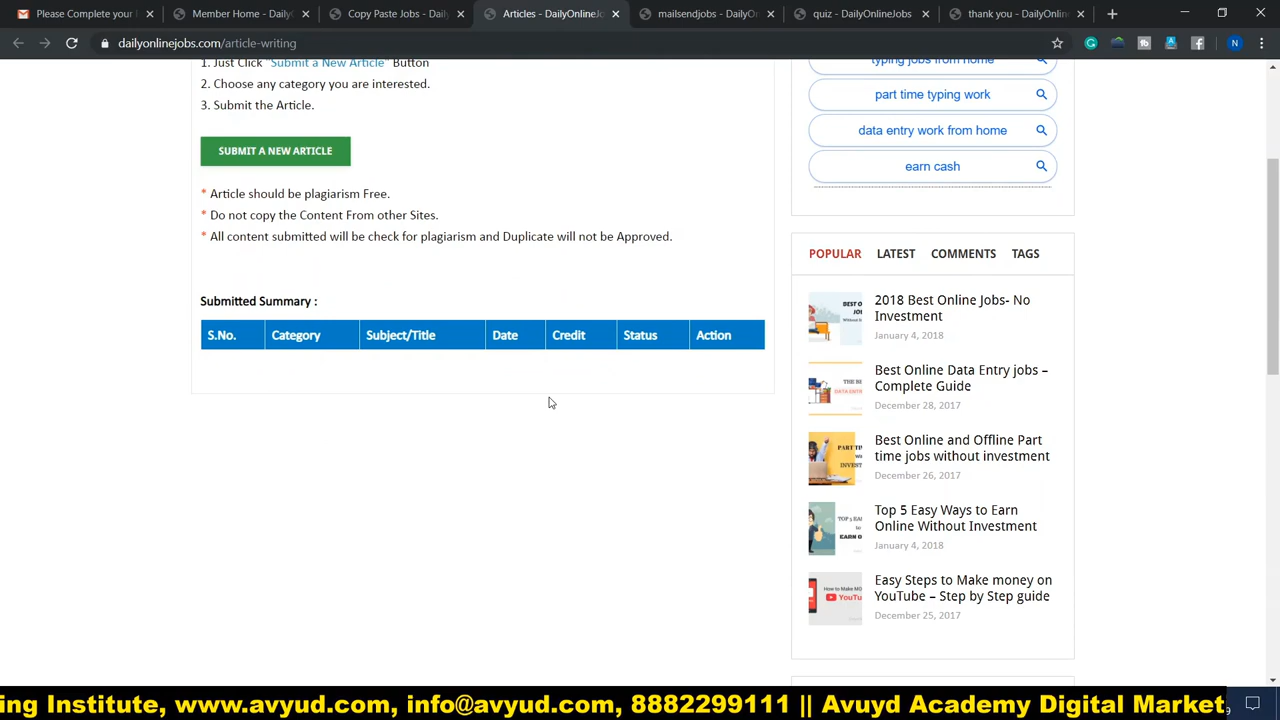 Please Complete your
Member Home - DailyO
Copy Paste Jobs - Daily
Articles - DailyOnlineJo
mailsendjobs - DailyO
quiz - DailyOnlineJobs
thank you - DailyOnlin
dailyonlinejobs.com/article-writing
1. Just Click "Submit a New Article" Button
2. Choose any category you are interested.
3. Submit the Article.
SUBMIT A NEW ARTICLE
* Article should be plagiarism Free.
* Do not copy the Content From other Sites.
* All content submitted will be check for plagiarism and Duplicate will not be Approved.
Submitted Summary :
S.No. Category Subject/Title Date Credit Status Action
typing jobs from home
part time typing work
data entry work from home
earn cash
POPULAR LATEST COMMENTS TAGS
2018 Best Online Jobs- No
Investment
January 4, 2018
Best Online Data Entry jobs –
Complete Guide
December 28, 2017
Best Online and Offline Part
time jobs without investment
December 26, 2017
Top 5 Easy Ways to Earn
Online Without Investment
January 4, 2018
Easy Steps to Make money on
YouTube – Step by Step guide
December 25, 2017
ing Institute, www.avyud.com, info@avyud.com, 8882299111 || Avuyd Academy Digital Market